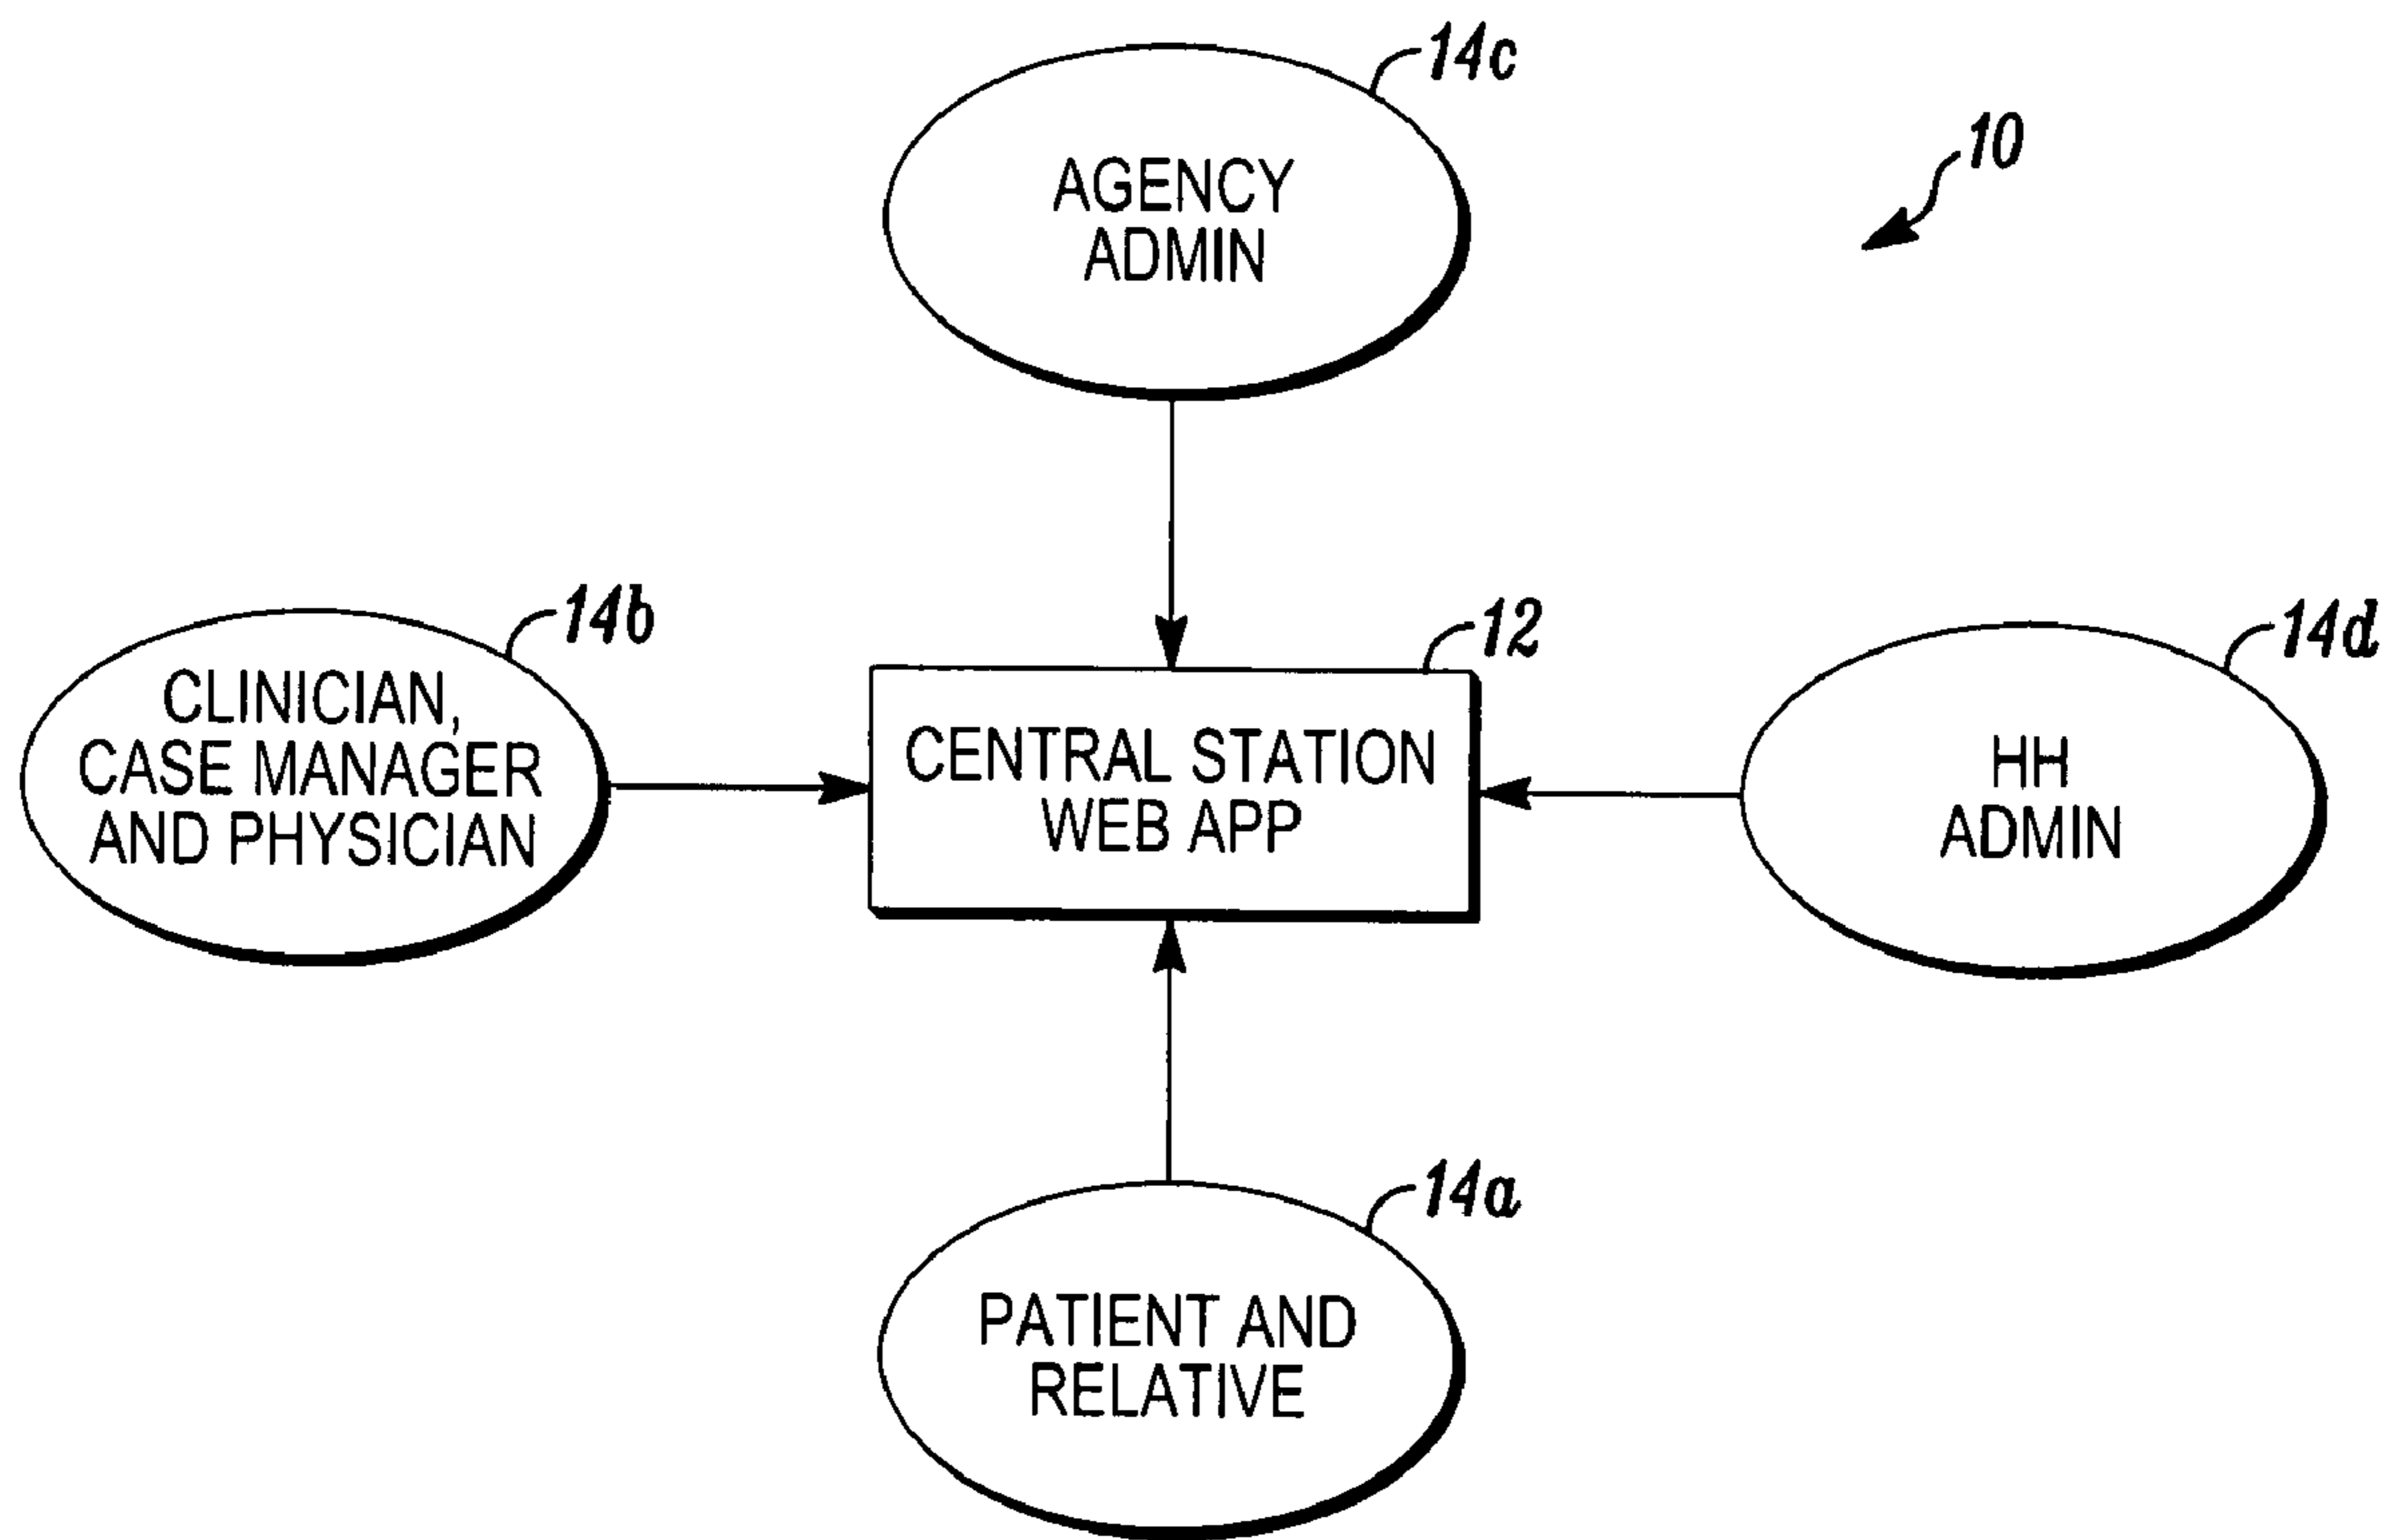 14c
AGENCY
ADMIN
10
14b
CLINICIAN,
CASE MANAGER
AND PHYSICIAN
12
CENTRAL STATION
WEB APP
14d
HH
ADMIN
14a
PATIENT AND
RELATIVE